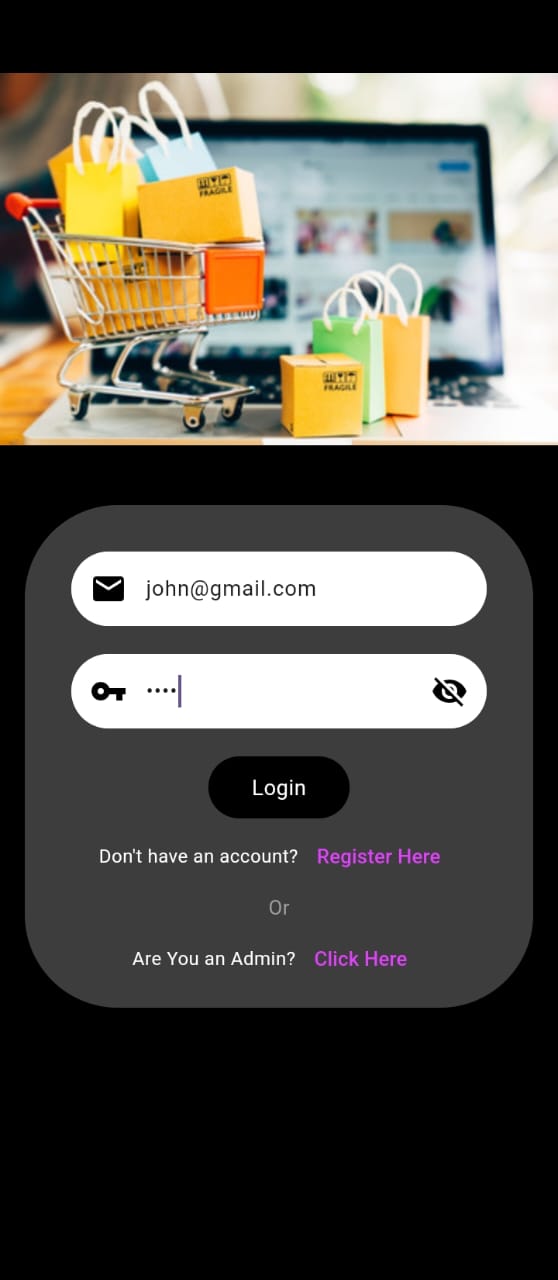 FRAGILE
FRAGILE
john@gmail.com
••••
Login
Don't have an account? Register Here
Or
Are You an Admin? Click Here